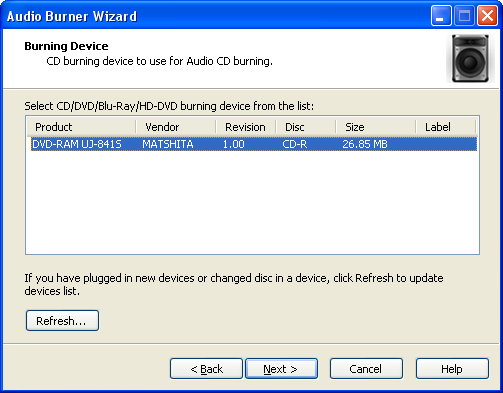 Audio Burner Wizard
Burning Device
CD burning device to use for Audio CD burning.
Select CD/DVD/Blu-Ray/HD-DVD burning device from the list:
Product Vendor Revision Disc Size Label
DVD-RAM UJ-841S MATSHITA 1.00 CD-R 26.85 MB
If you have plugged in new devices or changed disc in a device, click Refresh to update
devices list.
Refresh...
< Back Next > Cancel Help